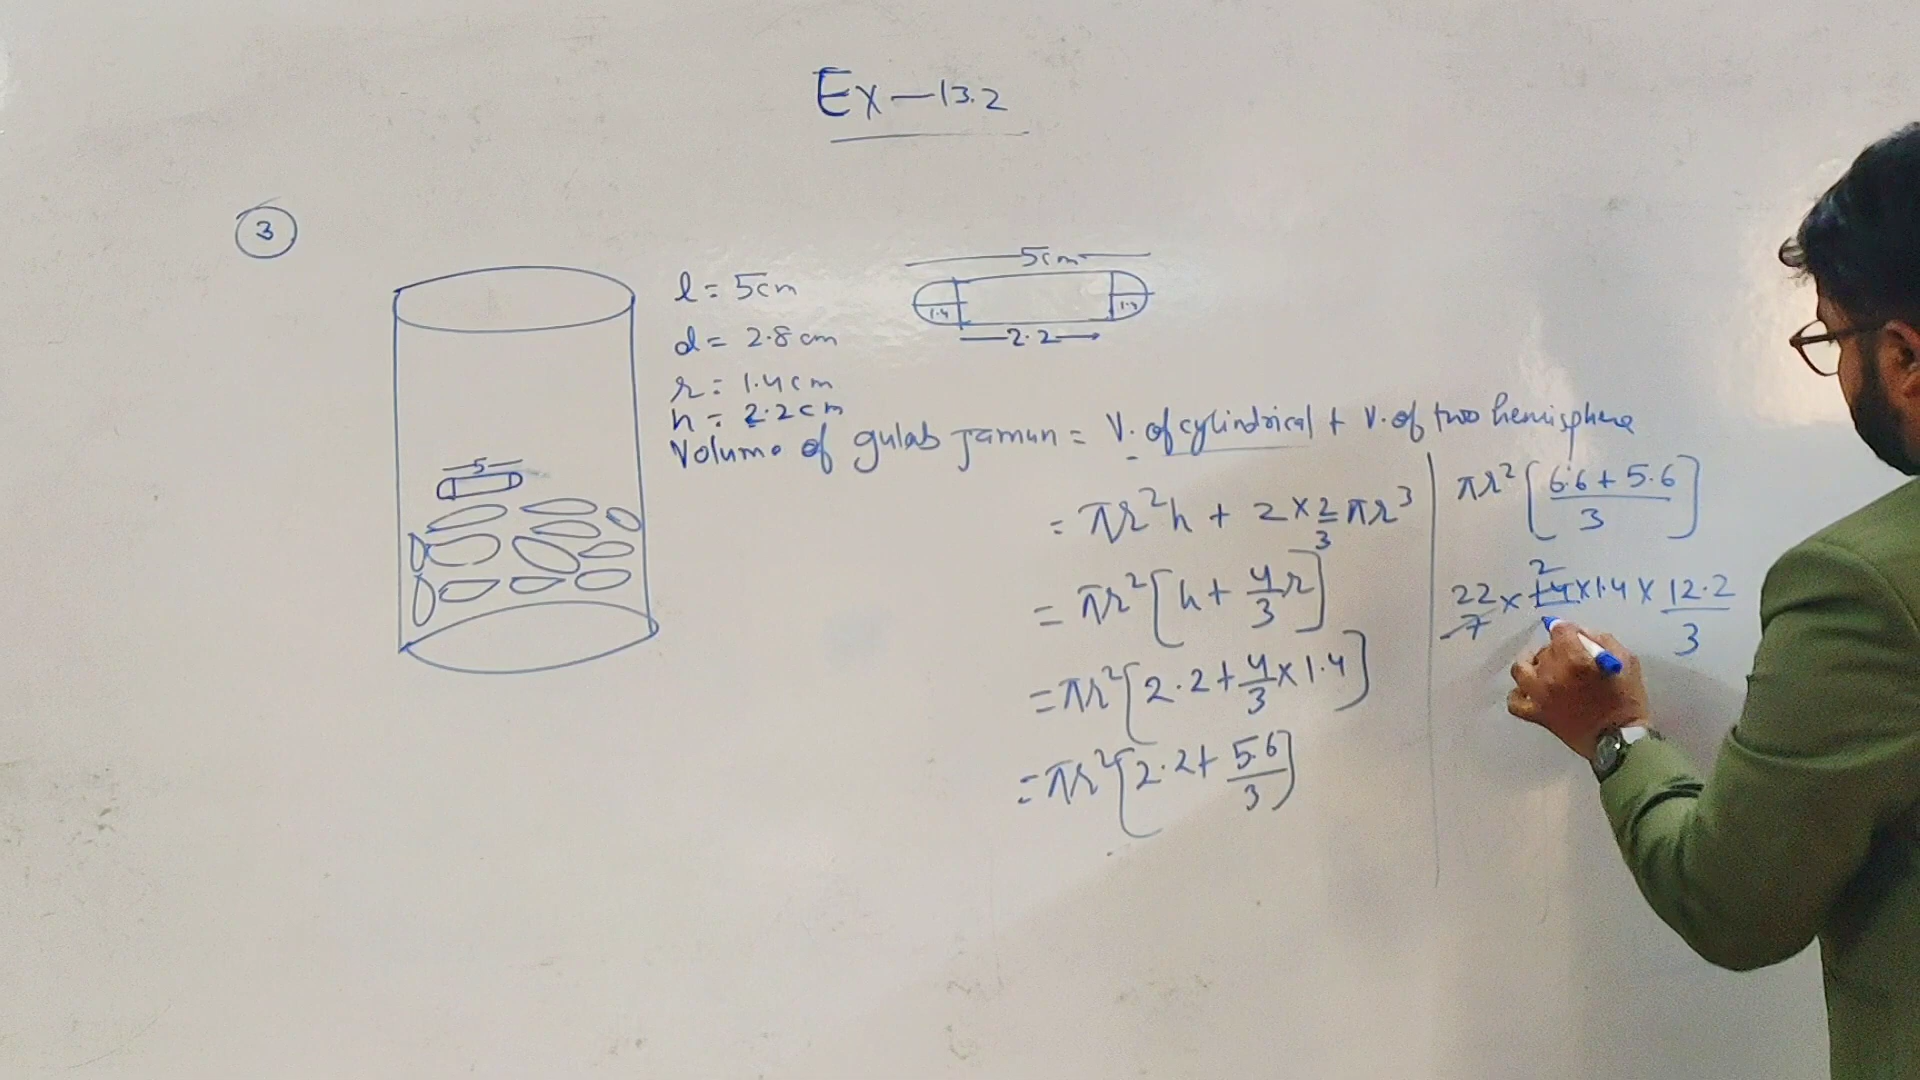 Ex-13.2
3
l = 5cm
d = 2.8 cm
r = 1.4 cm
h = 2.2 cm
5cm
1.4
1.4
2.2
5
Volume of gulab jamun = V. of cylindrical + V. of two hemisphere
= πr²h + 2 × 2/3 πr³
= πr² [h + 4/3 r]
= πr² [2.2 + 4/3 × 1.4]
= πr² [2.2 + 5.6/3]
πr² [6.6 + 5.6 / 3]
2
22/7 × 1.4 × 1.4 × 12.2/3